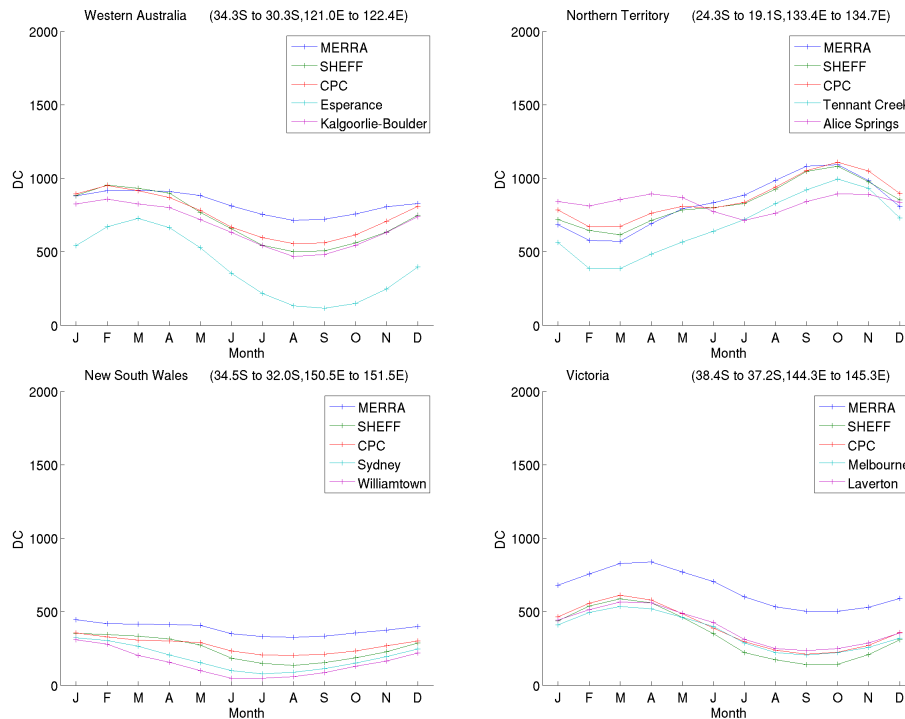 Western Australia (34.3S to 30.3S,121.0E to 122.4E)
2000
1500
1000
500
0
DC
MERRA
SHEFF
CPC
Esperance
Kalgoorlie-Boulder
J F M A M J J A S O N D
Month
Northern Territory (24.3S to 19.1S,133.4E to 134.7E)
2000
1500
1000
500
0
DC
MERRA
SHEFF
CPC
Tennant Creek
Alice Springs
J F M A M J J A S O N D
Month
New South Wales (34.5S to 32.0S,150.5E to 151.5E)
2000
1500
1000
500
0
DC
MERRA
SHEFF
CPC
Sydney
Williamtown
J F M A M J J A S O N D
Month
Victoria (38.4S to 37.2S,144.3E to 145.3E)
2000
1500
1000
500
0
DC
MERRA
SHEFF
CPC
Melbourne
Laverton
J F M A M J J A S O N D
Month